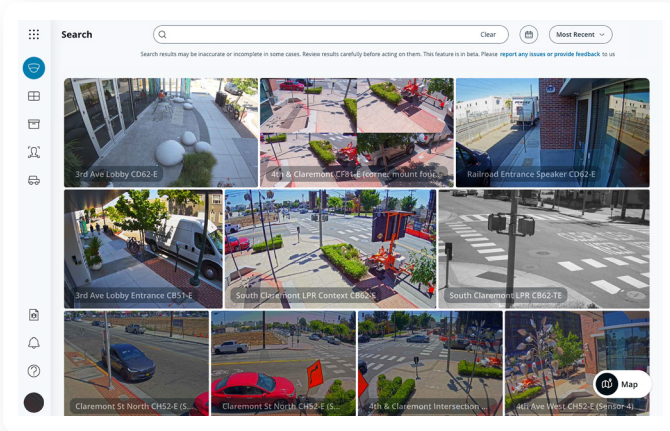 Search
Clear
Most Recent
Search results may be inaccurate or incomplete in some cases. Review results carefully before acting on them. This feature is in beta. Please report any issues or provide feedback to us
3rd Ave Lobby CD62-E
4th & Claremont CF81-E (corner mount four...
Railroad Entrance Speaker CD62-E
3rd Ave Lobby Entrance CB51-E
South Claremont LPR Context CB62-E
South Claremont LPR CB62-TE
Claremont St North CH52-E (S...
Claremont St North CH52-E (S...
4th & Claremont Intersection ...
4th Ave West CH52-E (Sensor 4)
Map